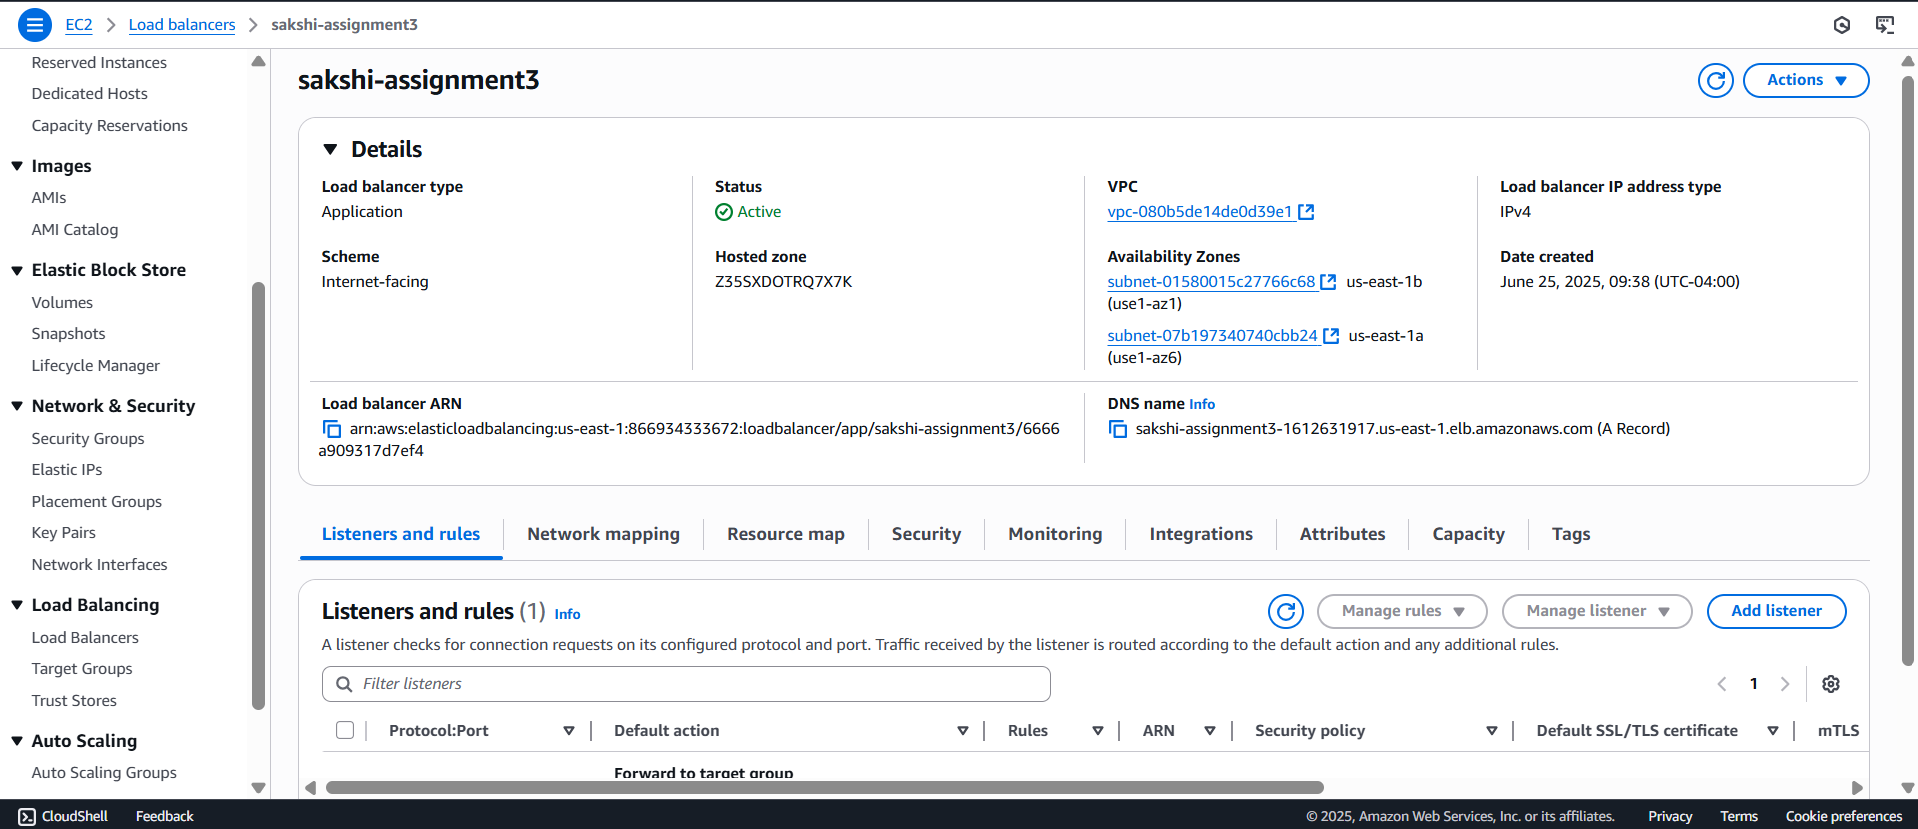 EC2 > Load balancers > sakshi-assignment3
Reserved Instances
Dedicated Hosts
Capacity Reservations
Images
AMIs
AMI Catalog
Elastic Block Store
Volumes
Snapshots
Lifecycle Manager
Network & Security
Security Groups
Elastic IPs
Placement Groups
Key Pairs
Network Interfaces
Load Balancing
Load Balancers
Target Groups
Trust Stores
Auto Scaling
Auto Scaling Groups
sakshi-assignment3
Actions
Details
Load balancer type
Application
Scheme
Internet-facing
Status
Active
Hosted zone
Z35SXDOTRQ7X7K
VPC
vpc-080b5de14de0d39e1
Availability Zones
subnet-01580015c27766c68 us-east-1b
(use1-az1)
subnet-07b197340740cbb24 us-east-1a
(use1-az6)
Load balancer IP address type
IPv4
Date created
June 25, 2025, 09:38 (UTC-04:00)
Load balancer ARN
arn:aws:elasticloadbalancing:us-east-1:866934333672:loadbalancer/app/sakshi-assignment3/6666
a909317d7ef4
DNS name Info
sakshi-assignment3-1612631917.us-east-1.elb.amazonaws.com (A Record)
Listeners and rules Network mapping Resource map Security Monitoring Integrations Attributes Capacity Tags
Listeners and rules (1) Info
Manage rules Manage listener Add listener
A listener checks for connection requests on its configured protocol and port. Traffic received by the listener is routed according to the default action and any additional rules.
Filter listeners
1
Protocol:Port Default action Rules ARN Security policy Default SSL/TLS certificate mTLS
Forward to target group
CloudShell Feedback © 2025, Amazon Web Services, Inc. or its affiliates. Privacy Terms Cookie preferences